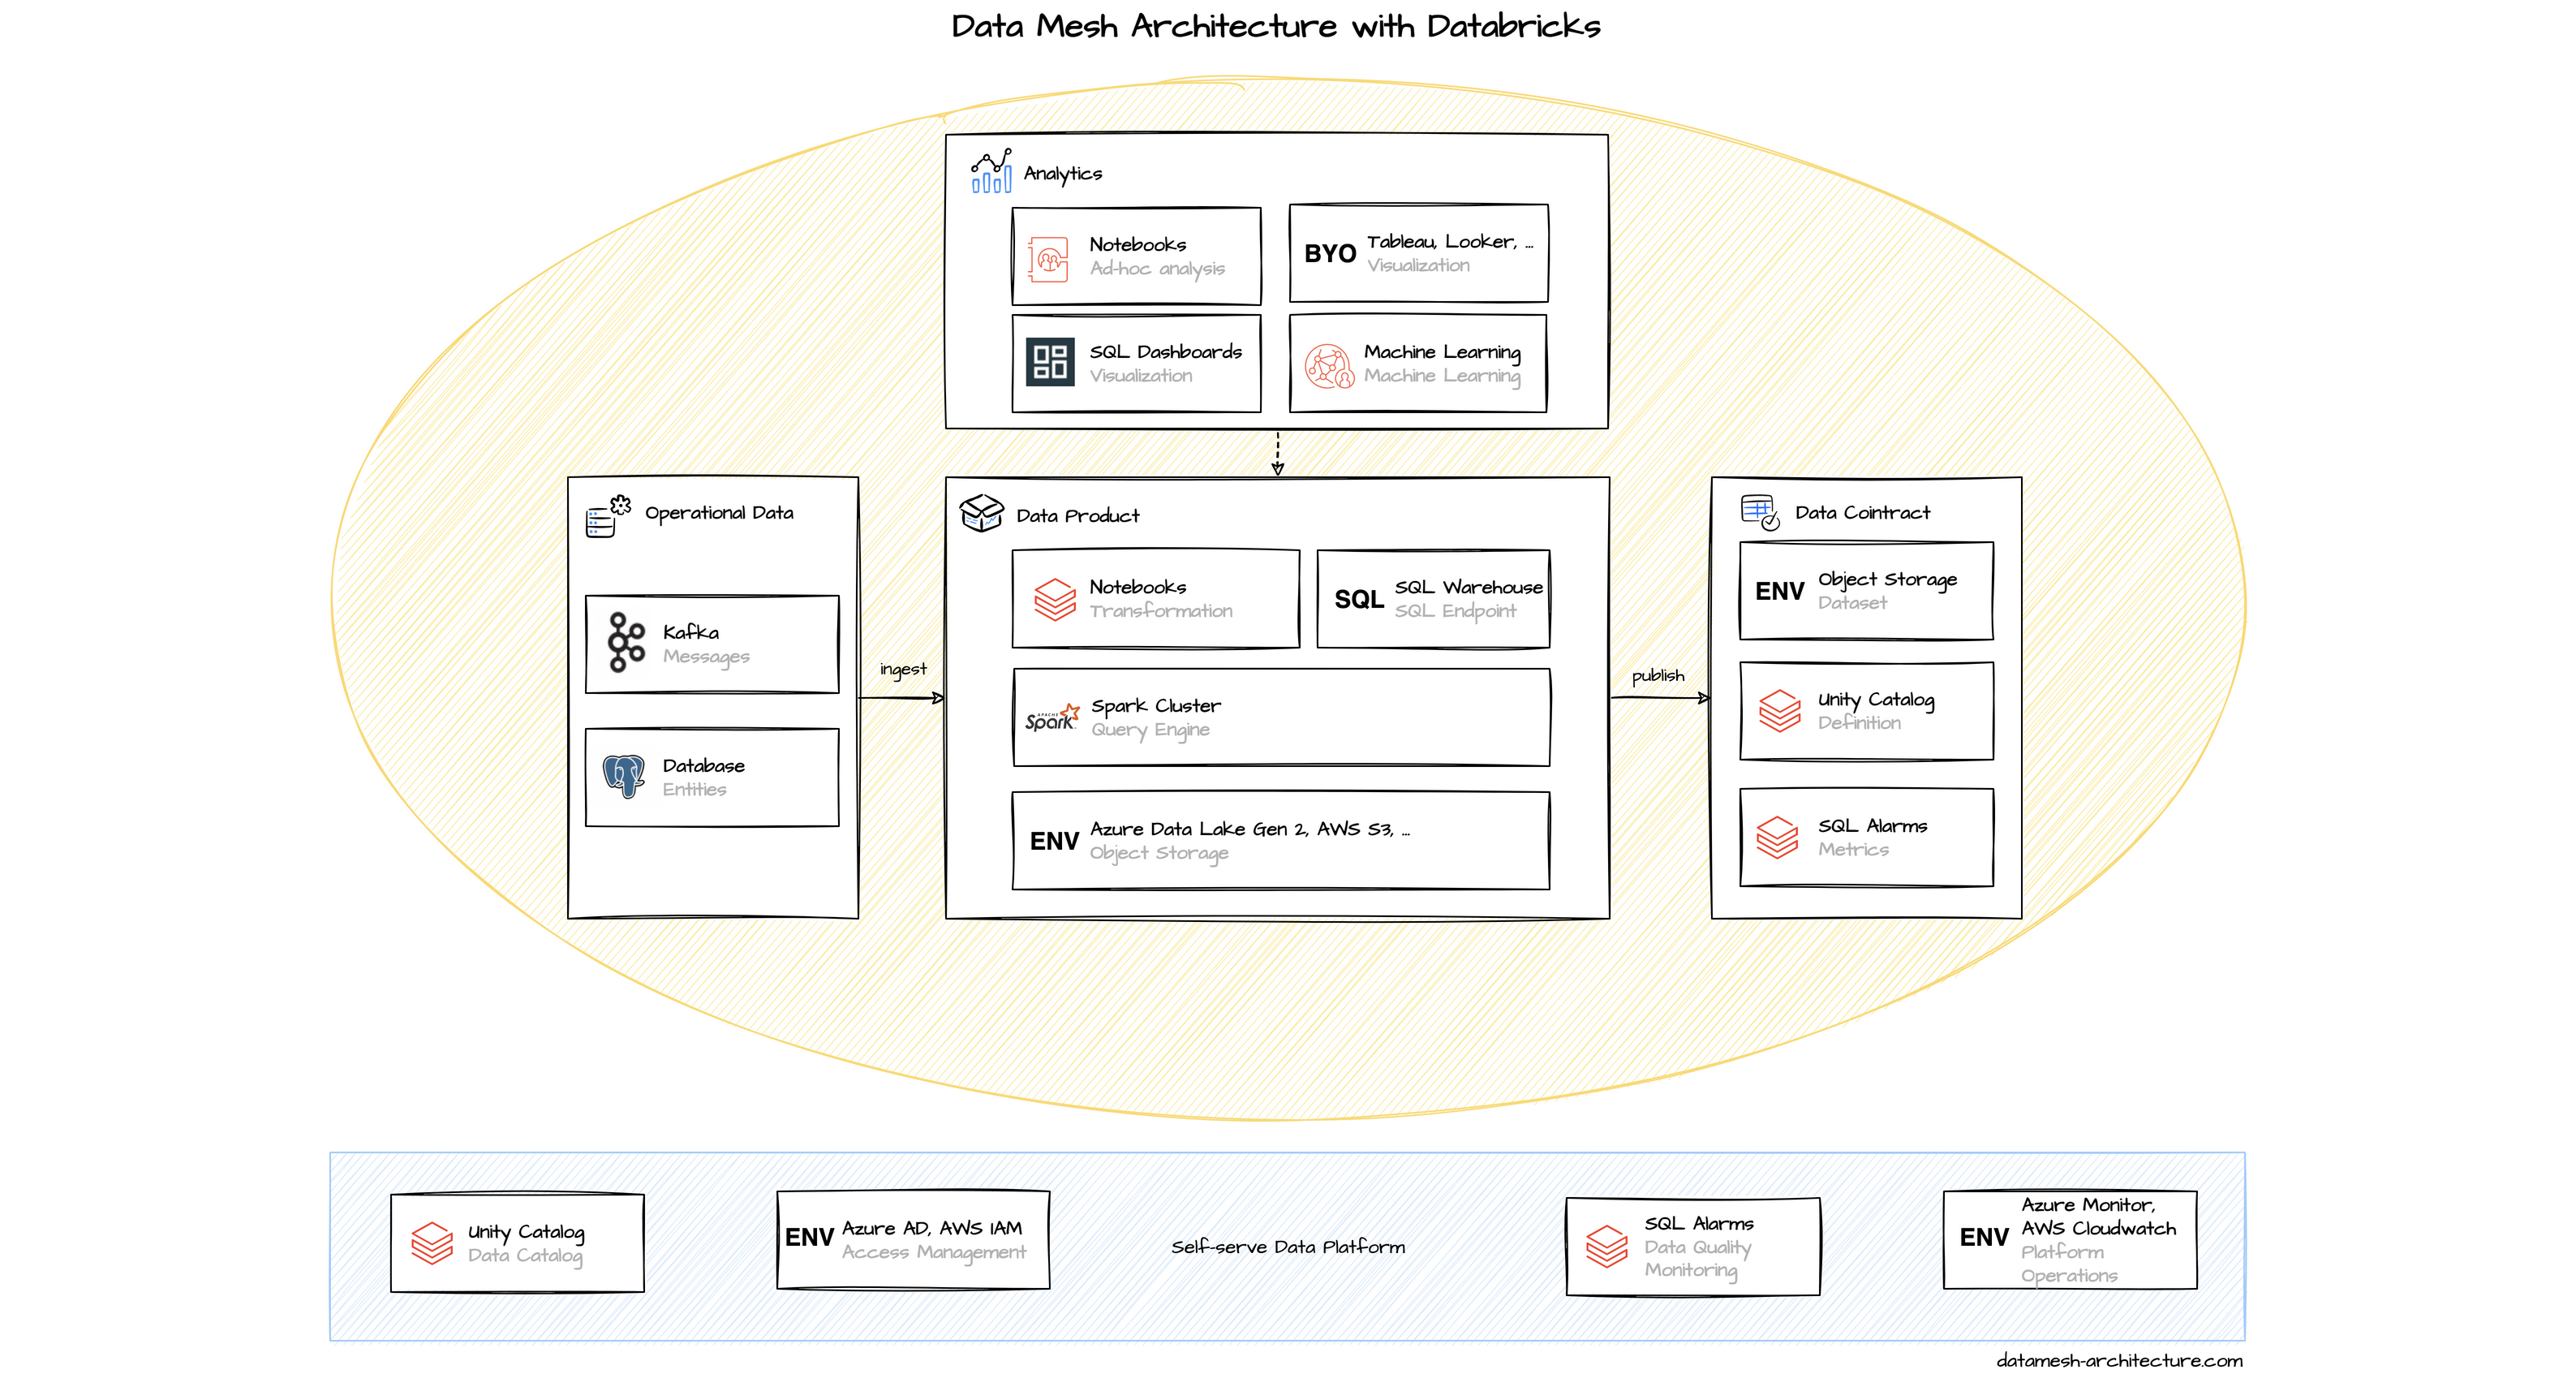 Data Mesh Architecture with Databricks
Analytics
Notebooks
Ad-hoc analysis
BYO
Tableau, Looker, ...
Visualization
SQL Dashboards
Visualization
Machine Learning
Machine Learning
Operational Data
Kafka
Messages
Database
Entities
ingest
Data Product
Notebooks
Transformation
SQL
SQL Warehouse
SQL Endpoint
APACHE
Spark
Spark Cluster
Query Engine
ENV
Azure Data Lake Gen 2, AWS S3, ...
Object Storage
publish
Data Cointract
ENV
Object Storage
Dataset
Unity Catalog
Definition
SQL Alarms
Metrics
Unity Catalog
Data Catalog
ENV
Azure AD, AWS IAM
Access Management
Self-serve Data Platform
SQL Alarms
Data Quality
Monitoring
ENV
Azure Monitor,
AWS Cloudwatch
Platform
Operations
datamesh-architecture.com